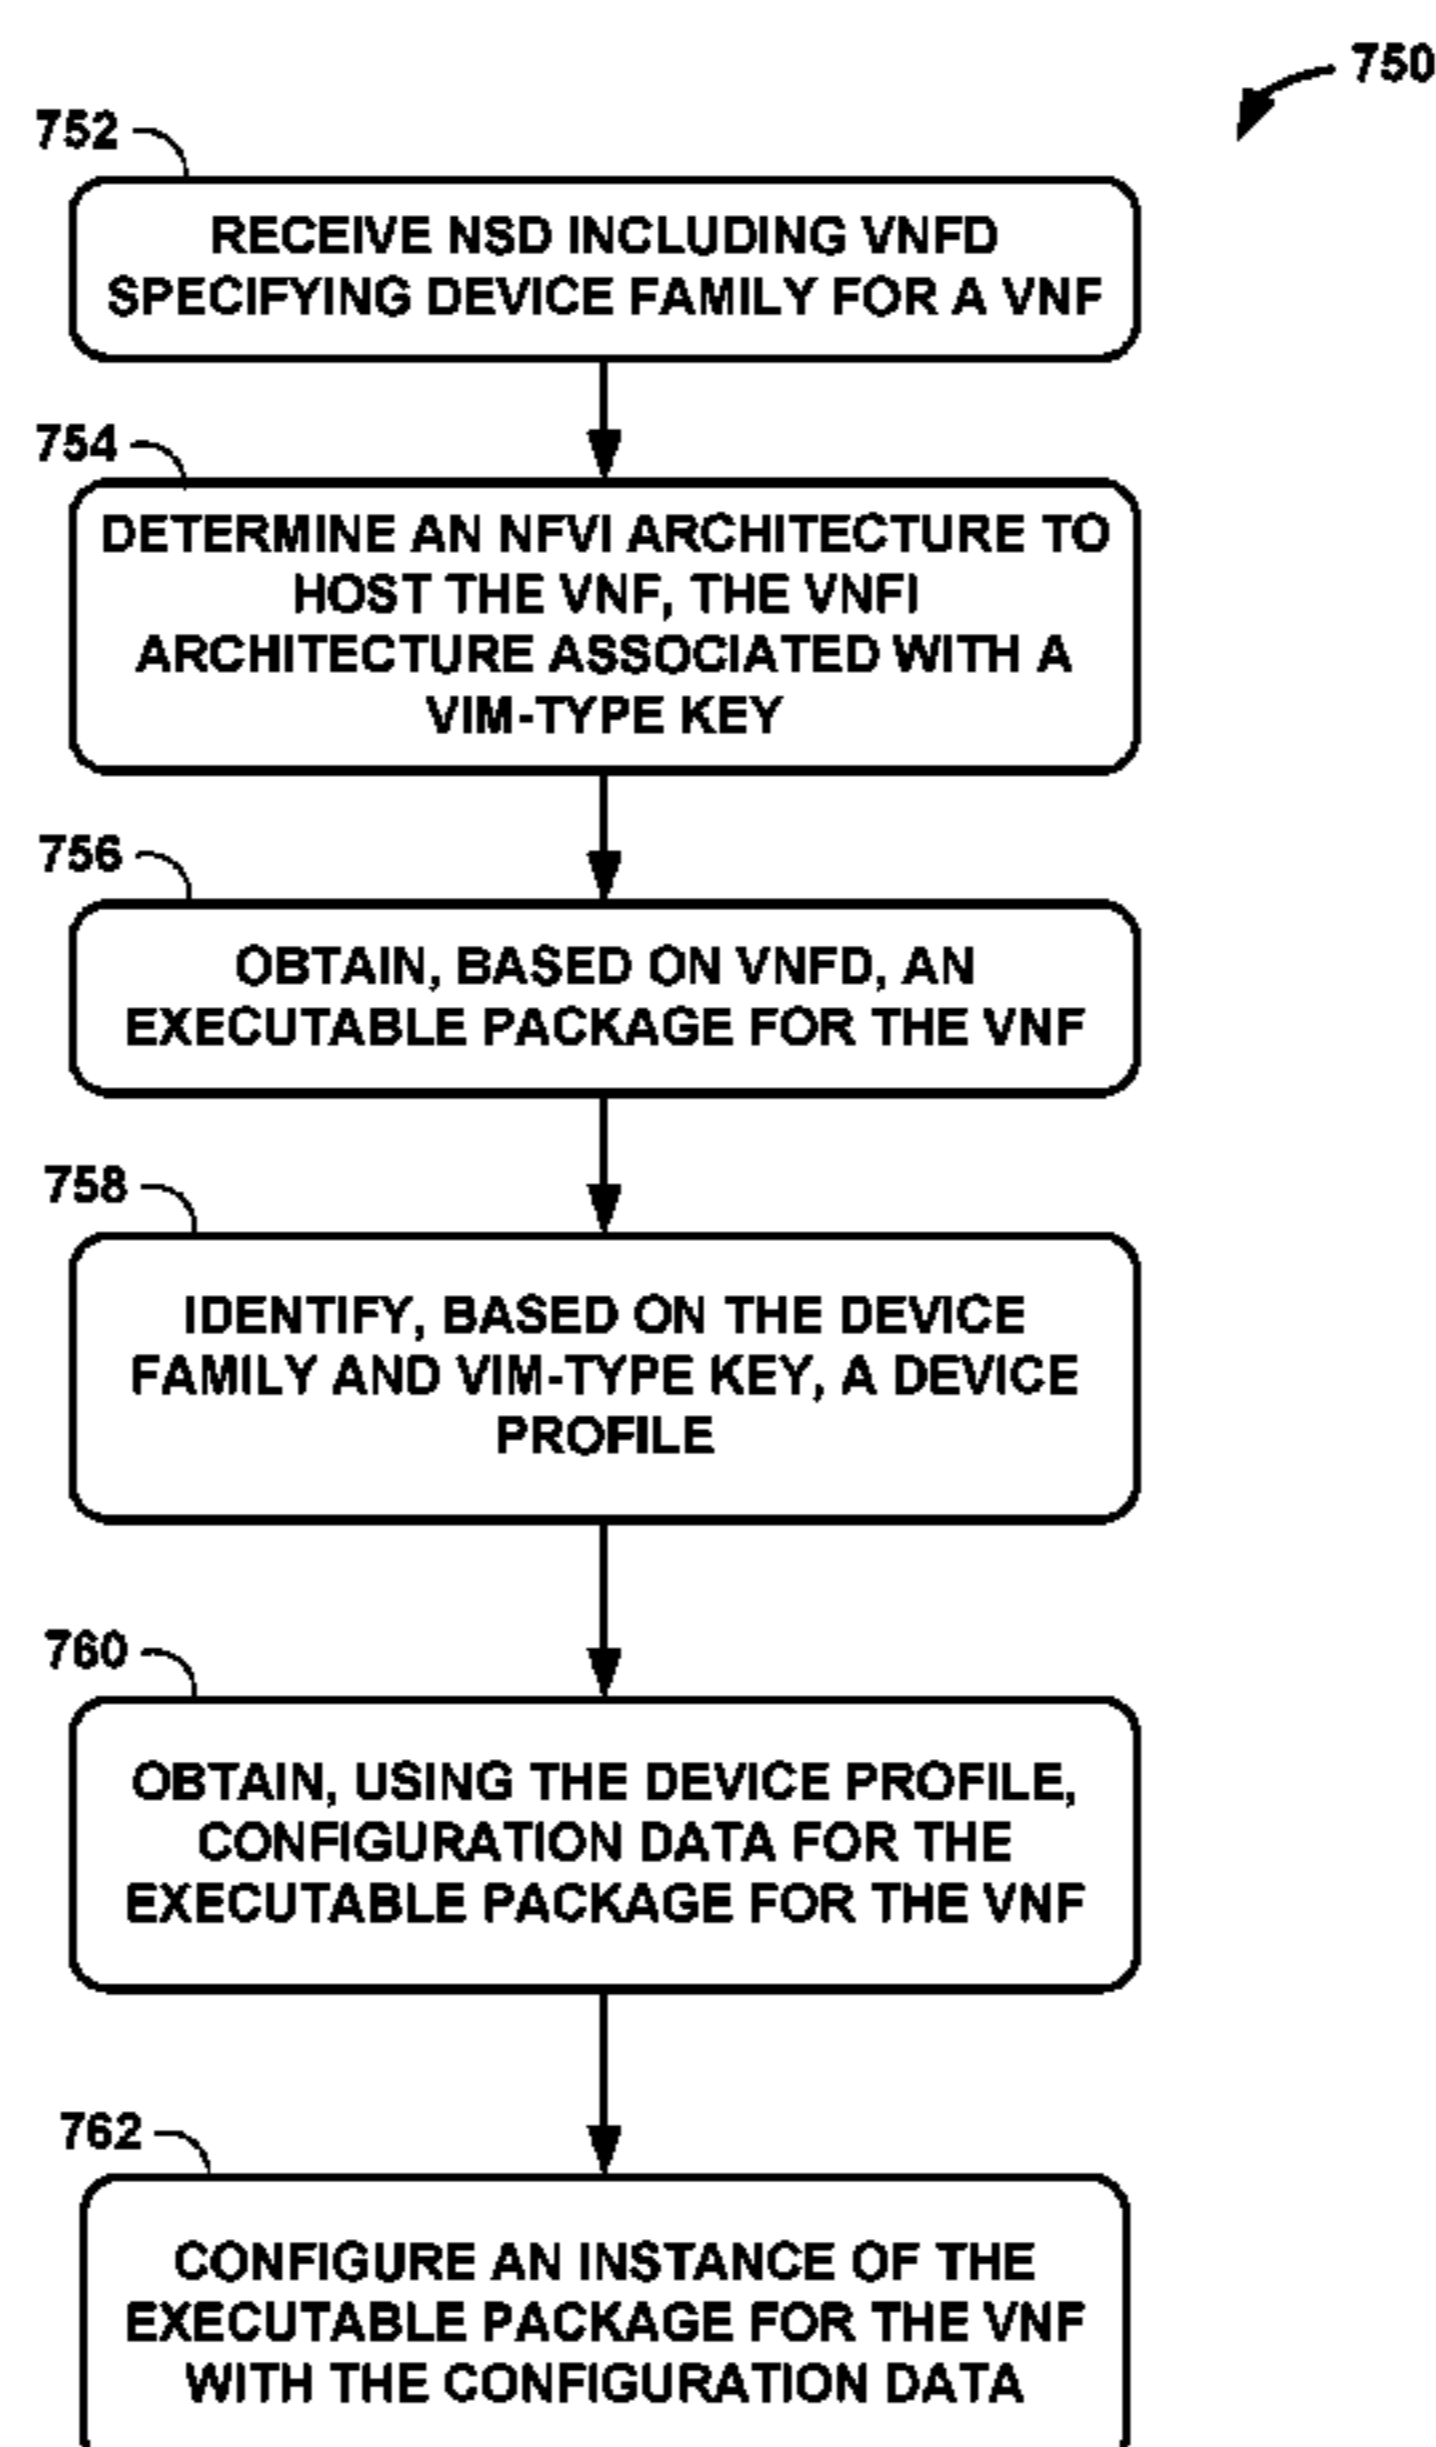 750
752
RECEIVE NSD INCLUDING VNFD
SPECIFYING DEVICE FAMILY FOR A VNF
754
DETERMINE AN NFVI ARCHITECTURE TO
HOST THE VNF, THE VNFI
ARCHITECTURE ASSOCIATED WITH A
VIM-TYPE KEY
756
OBTAIN, BASED ON VNFD, AN
EXECUTABLE PACKAGE FOR THE VNF
758
IDENTIFY, BASED ON THE DEVICE
FAMILY AND VIM-TYPE KEY, A DEVICE
PROFILE
760
OBTAIN, USING THE DEVICE PROFILE,
CONFIGURATION DATA FOR THE
EXECUTABLE PACKAGE FOR THE VNF
762
CONFIGURE AN INSTANCE OF THE
EXECUTABLE PACKAGE FOR THE VNF
WITH THE CONFIGURATION DATA